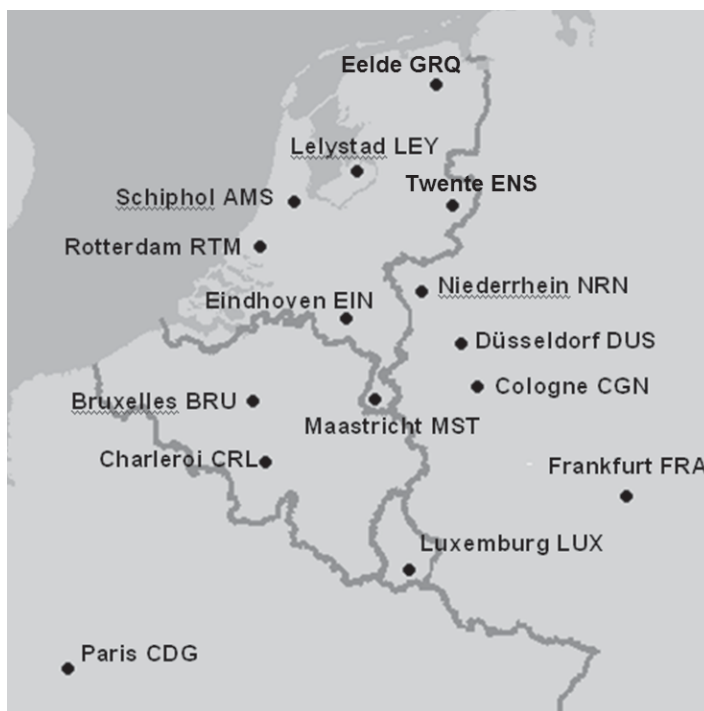 Eelde GRQ
Lelystad LEY
Twente ENS
Schiphol AMS
Rotterdam RTM
Niederrhein NRN
Eindhoven EIN
Düsseldorf DUS
Cologne CGN
Bruxelles BRU
Maastricht MST
Charleroi CRL
Frankfurt FRA
Luxemburg LUX
Paris CDG